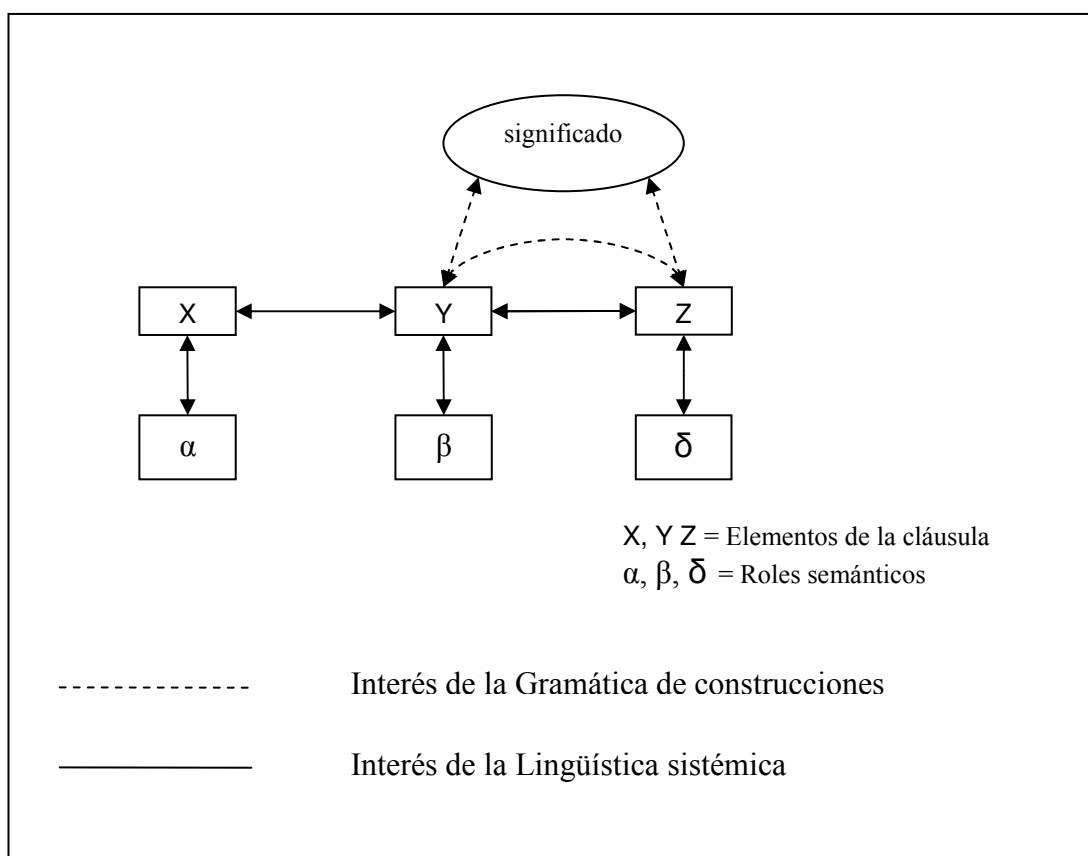 significado
X Y Z
α β δ
X, Y Z = Elementos de la cláusula
α, β, δ = Roles semánticos
Interés de la Gramática de construcciones
Interés de la Lingüística sistémica